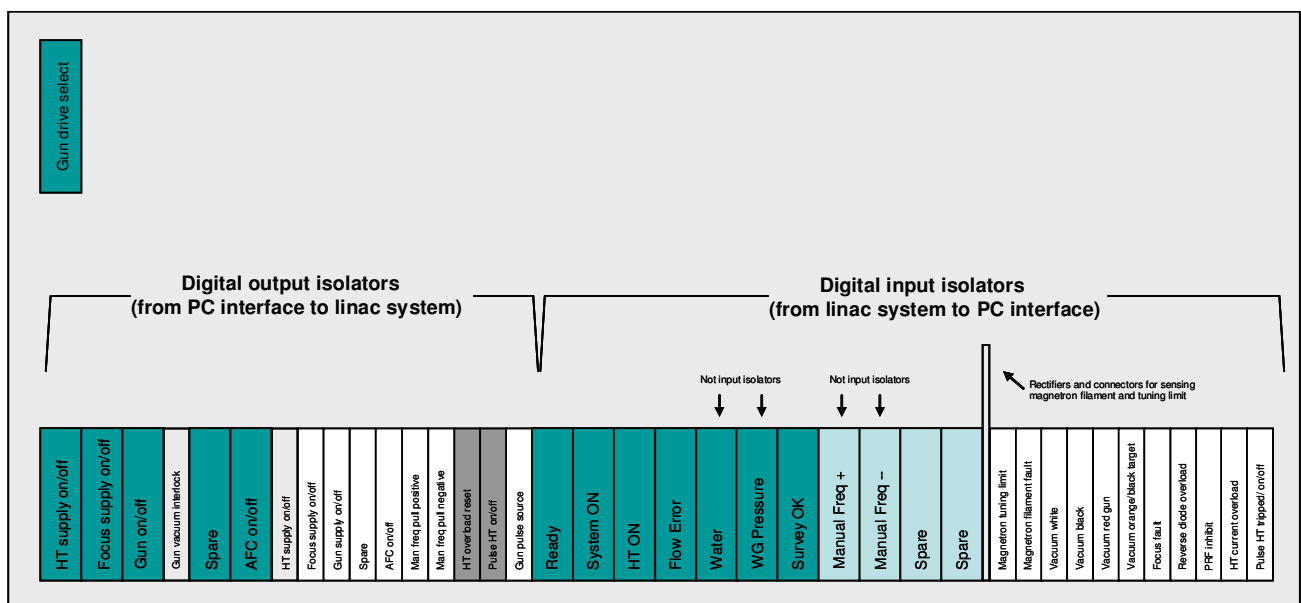 Gun drive select
Digital output isolators
(from PC interface to linac system)
Digital input isolators
(from linac system to PC interface)
Not input isolators
Not input isolators
Rectifiers and connectors for sensing
magnetron filament and tuning limit
HT supply on/off
Focus supply on/off
Gun on/off
Gun vacuum interlock
Spare
AFC on/off
HT supply on/off
Focus supply on/off
Gun supply on/off
Spare
AFC on/off
Man freq pull positive
Man freq pull negative
HT overload reset
Pulse HT on/off
Gun pulse source
Ready
System ON
HT ON
Flow Error
Water
WG Pressure
Survey OK
Manual Freq +
Manual Freq --
Spare
Spare
Magnetron tuning limit
Magnetron filament fault
Vacuum white
Vacuum black
Vacuum red gun
Vacuum orange/black target
Focus fault
Reverse diode overload
PRF inhibit
HT current overload
Pulse HT tripped/ on/off